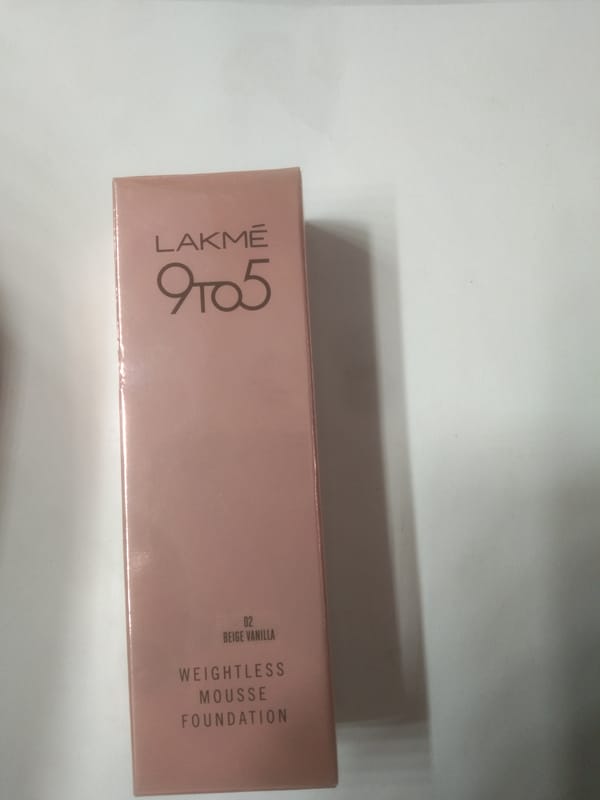 LAKMÉ
9TO5
02
BEIGE VANILLA
WEIGHTLESS
MOUSSE
FOUNDATION